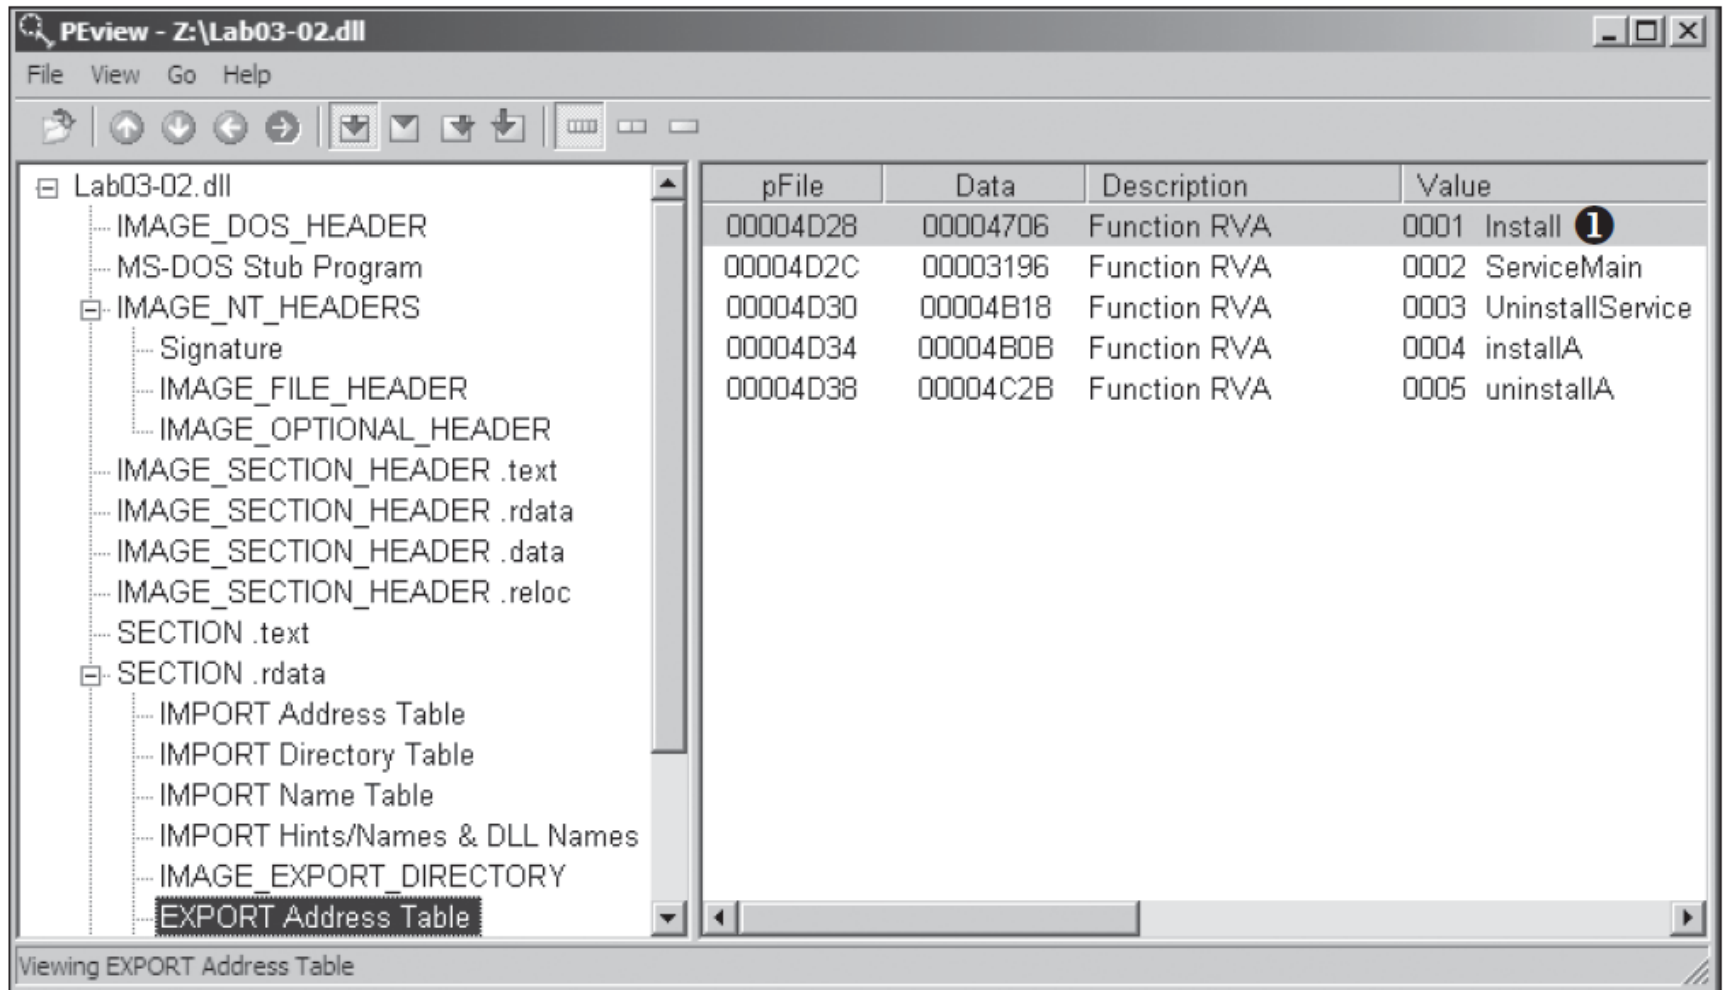 PEview - Z:\Lab03-02.dll
File View Go Help
Lab03-02.dll
IMAGE_DOS_HEADER
MS-DOS Stub Program
IMAGE_NT_HEADERS
Signature
IMAGE_FILE_HEADER
IMAGE_OPTIONAL_HEADER
IMAGE_SECTION_HEADER .text
IMAGE_SECTION_HEADER .rdata
IMAGE_SECTION_HEADER .data
IMAGE_SECTION_HEADER .reloc
SECTION .text
SECTION .rdata
IMPORT Address Table
IMPORT Directory Table
IMPORT Name Table
IMPORT Hints/Names & DLL Names
IMAGE_EXPORT_DIRECTORY
EXPORT Address Table
pFile Data Description Value
00004D28 00004706 Function RVA 0001 Install 1
00004D2C 00003196 Function RVA 0002 ServiceMain
00004D30 00004B18 Function RVA 0003 UninstallService
00004D34 00004B0B Function RVA 0004 installA
00004D38 00004C2B Function RVA 0005 uninstallA
Viewing EXPORT Address Table